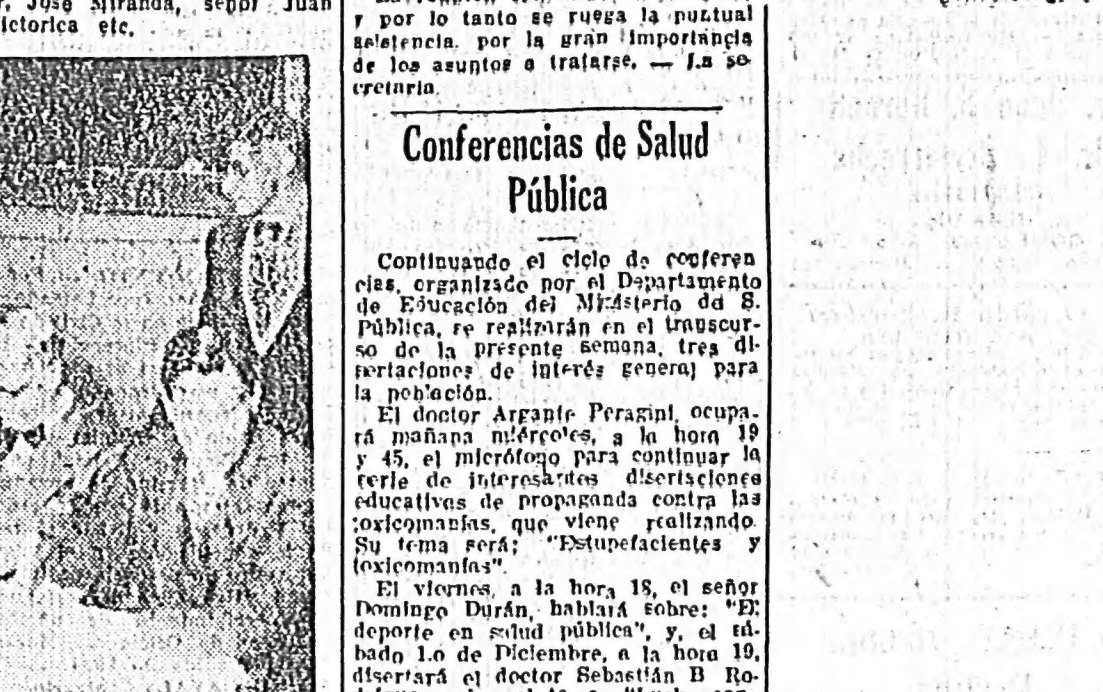 r. José Miranda, señor Juan
ictorica etc.
y por lo tanto se ruega la puntual
asistencia, por la gran importancia
de los asuntos a tratarse. — La se-
cretaria
Conferencias de Salud
Pública
Continuando el ciclo de conferen
cias, organizado por el Departamento
de Educación del Ministerio de S.
Pública, se realizarán en el transcur-
so de la presente semana, tres di-
sertaciones de interés general para
la población.
El doctor Argante Peragini, ocupa-
rá mañana miércoles, a la hora 19
y 45, el micrófono para continuar la
serie de interesantes disertaciones
educativas de propaganda contra las
toxicomanías, que viene realizando.
Su tema será: "Estupefacientes y
toxicomanías"
El viernes, a la hora 18, el señor
Domingo Durán, hablará sobre: "El
deporte en salud pública", y, el sá-
bado 1.o de Diciembre, a la hora 19,
disertará el doctor Sebastián B Ro-